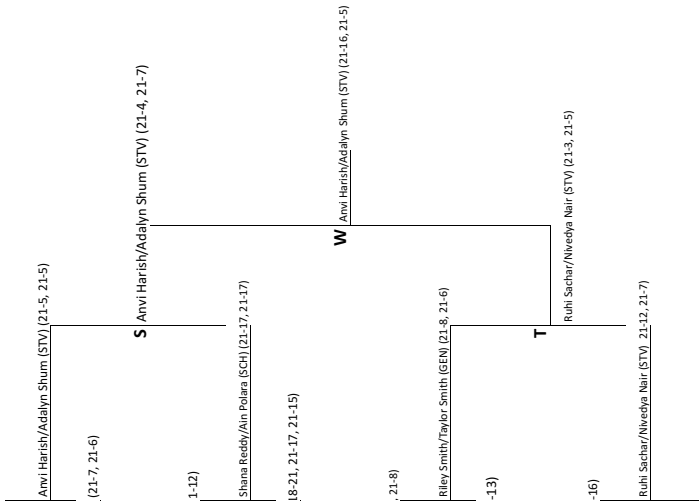 Anvi Harish/Adalyn Shum (STV) (21-5, 21-5)
(21-7, 21-6)
S Anvi Harish/Adalyn Shum (STV) (21-4, 21-7)
1-12)
Shana Reddy/Ain Polara (SCH) (21-17, 21-17)
18-21, 21-17, 21-15)
W Anvi Harish/Adalyn Shum (STV) (21-16, 21-5)
, 21-8)
Riley Smith/Taylor Smith (GEN) (21-8, 21-6)
-13)
T
Ruhi Sachar/Nivedya Nair (STV) (21-3, 21-5)
-16)
Ruhi Sachar/Nivedya Nair (STV) 21-12, 21-7)